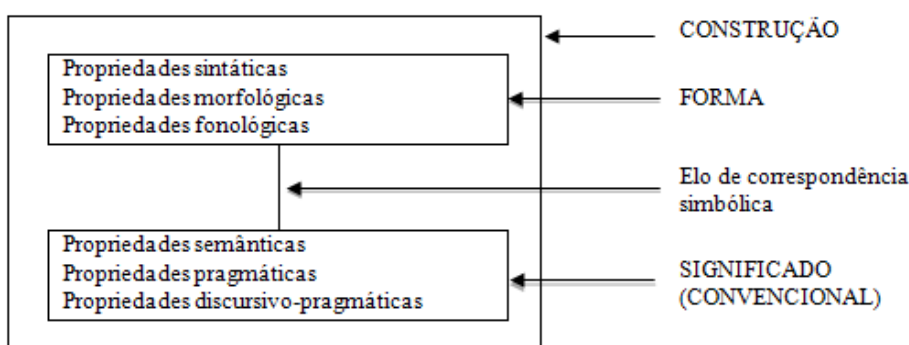 CONSTRUÇÃO
Propriedades sintáticas
Propriedades morfológicas
Propriedades fonológicas
FORMA
Elo de correspondência
simbólica
Propriedades semânticas
Propriedades pragmáticas
Propriedades discursivo-pragmáticas
SIGNIFICADO
(CONVENCIONAL)